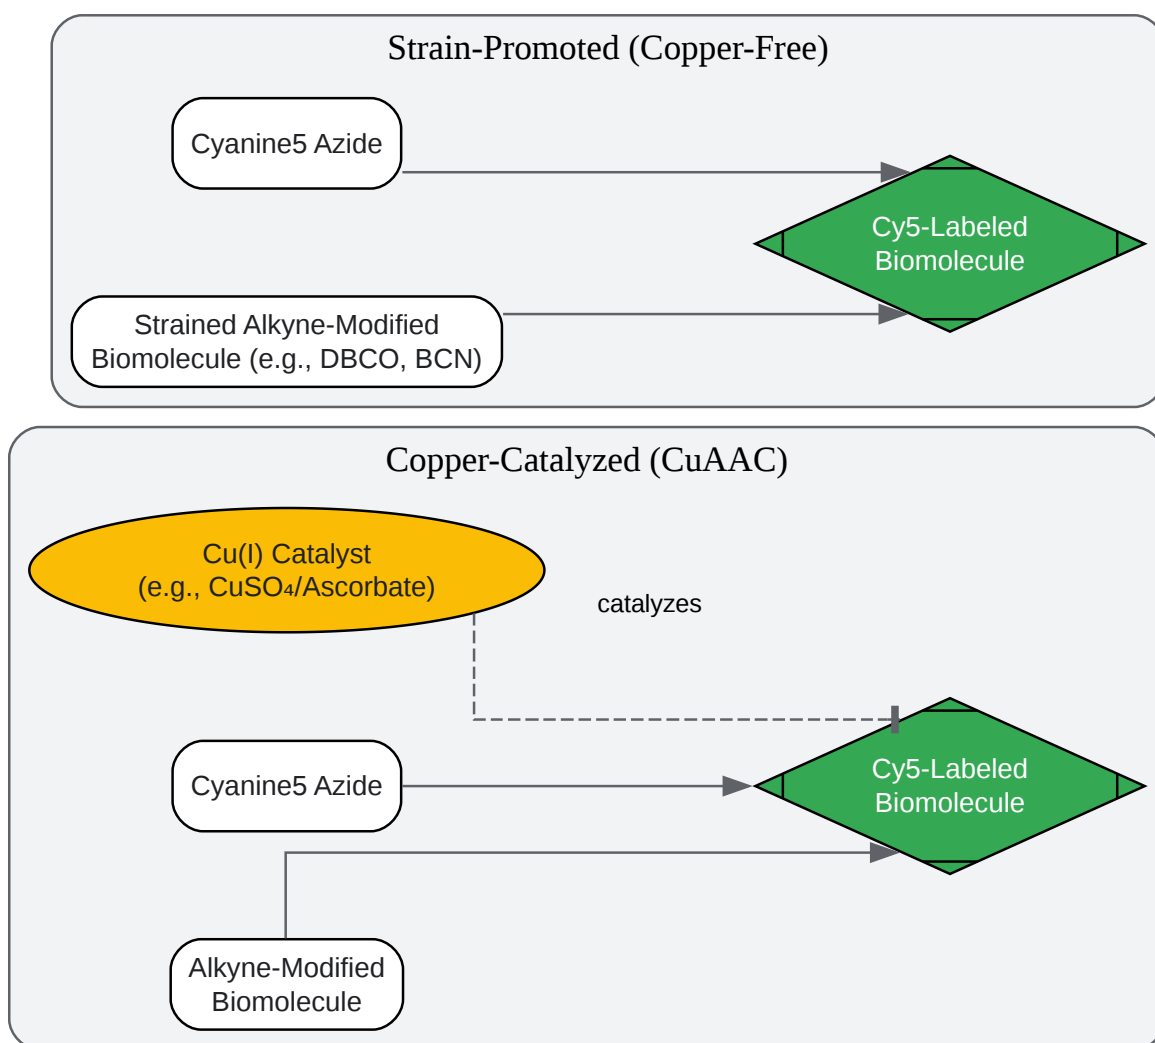 Strain-Promoted (Copper-Free)
Cyanine5 Azide
Cy5-Labeled
Biomolecule
Strained Alkyne-Modified
Biomolecule (e.g., DBCO, BCN)
Copper-Catalyzed (CuAAC)
Cu(I) Catalyst
(e.g., CuSO₄/Ascorbate)
catalyzes
Cyanine5 Azide
Cy5-Labeled
Biomolecule
Alkyne-Modified
Biomolecule